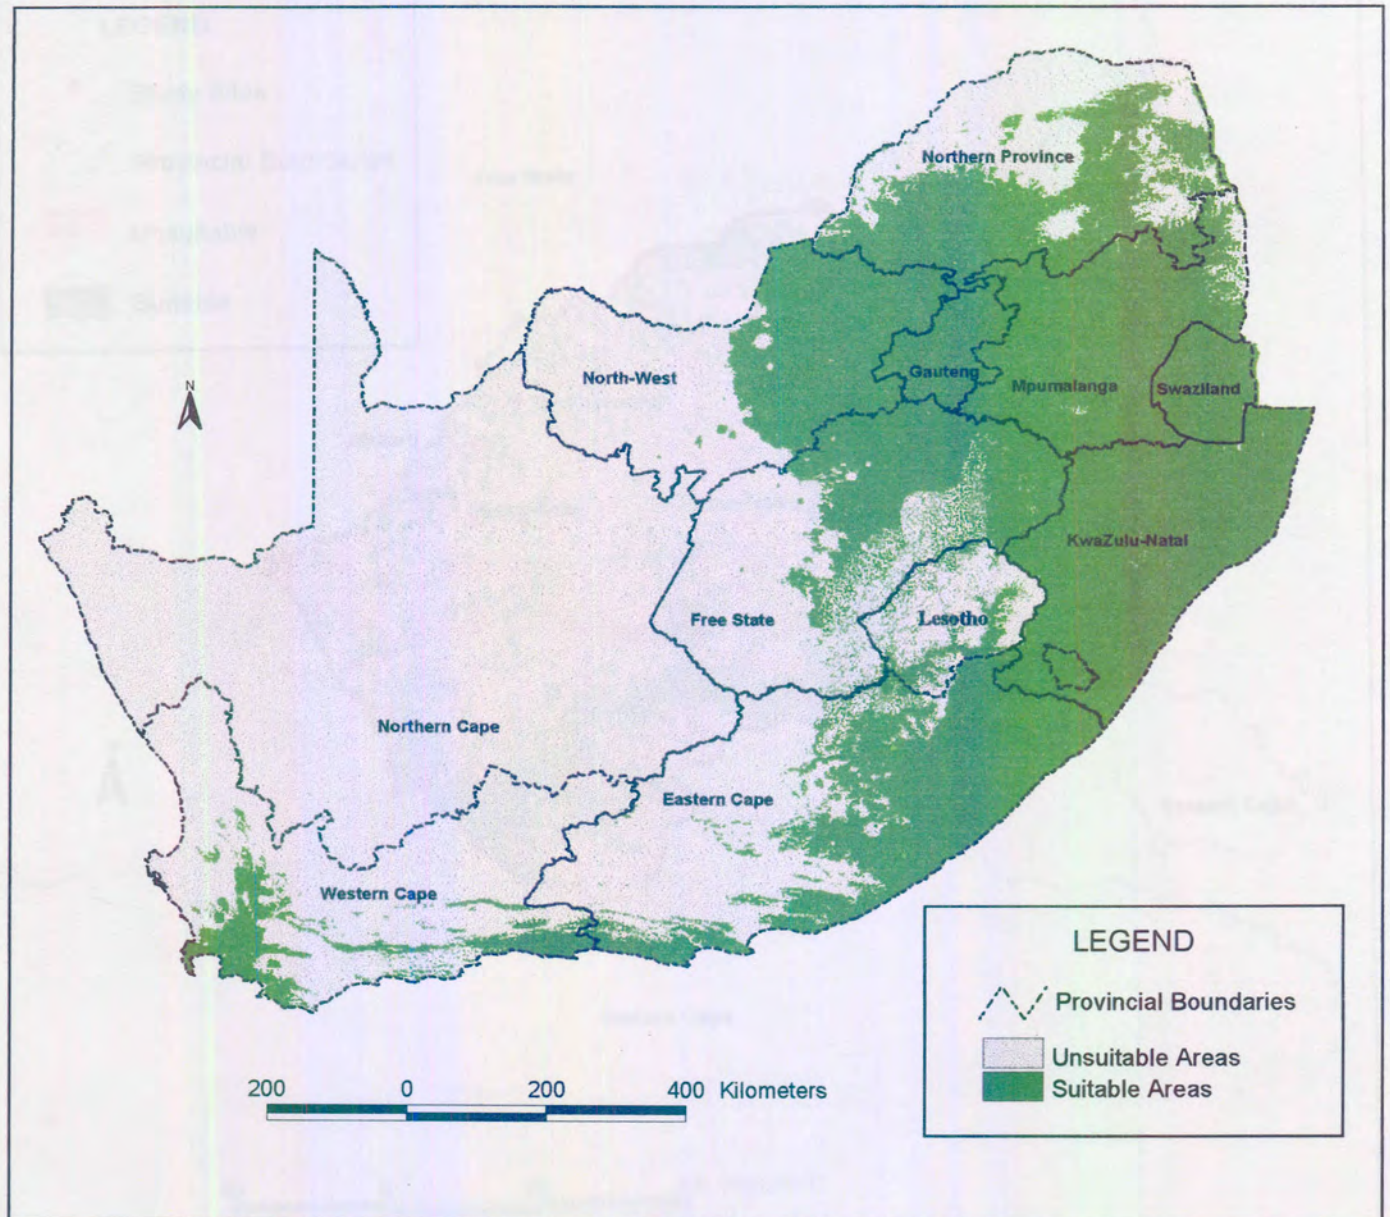 Northern Province
North-West
Gauteng
Mpumalanga
Swaziland
KwaZulu-Natal
Free State
Lesotho
Northern Cape
Eastern Cape
Western Cape
N
LEGEND
Provincial Boundaries
Unsuitable Areas
Suitable Areas
200 0 200 400 Kilometers